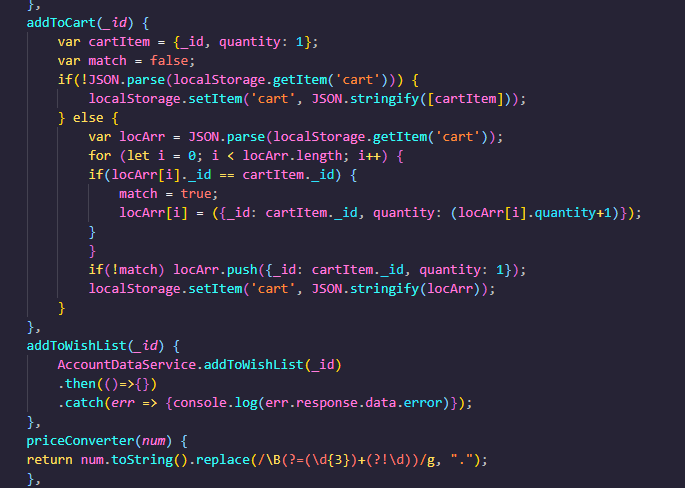 },
addToCart(_id) {
var cartItem = {_id, quantity: 1};
var match = false;
if(!JSON.parse(localStorage.getItem('cart'))) {
localStorage.setItem('cart', JSON.stringify([cartItem]));
} else {
var locArr = JSON.parse(localStorage.getItem('cart'));
for (let i = 0; i < locArr.length; i++) {
if(locArr[i]._id == cartItem._id) {
match = true;
locArr[i] = ({_id: cartItem._id, quantity: (locArr[i].quantity+1)});
}
}
if(!match) locArr.push({_id: cartItem._id, quantity: 1});
localStorage.setItem('cart', JSON.stringify(locArr));
}
},
addToWishList(_id) {
AccountDataService.addToWishList(_id)
.then(()=>{})
.catch(err => {console.log(err.response.data.error)});
},
priceConverter(num) {
return num.toString().replace(/\B(?=(\d{3})+(?!\d))/g, ".");
},